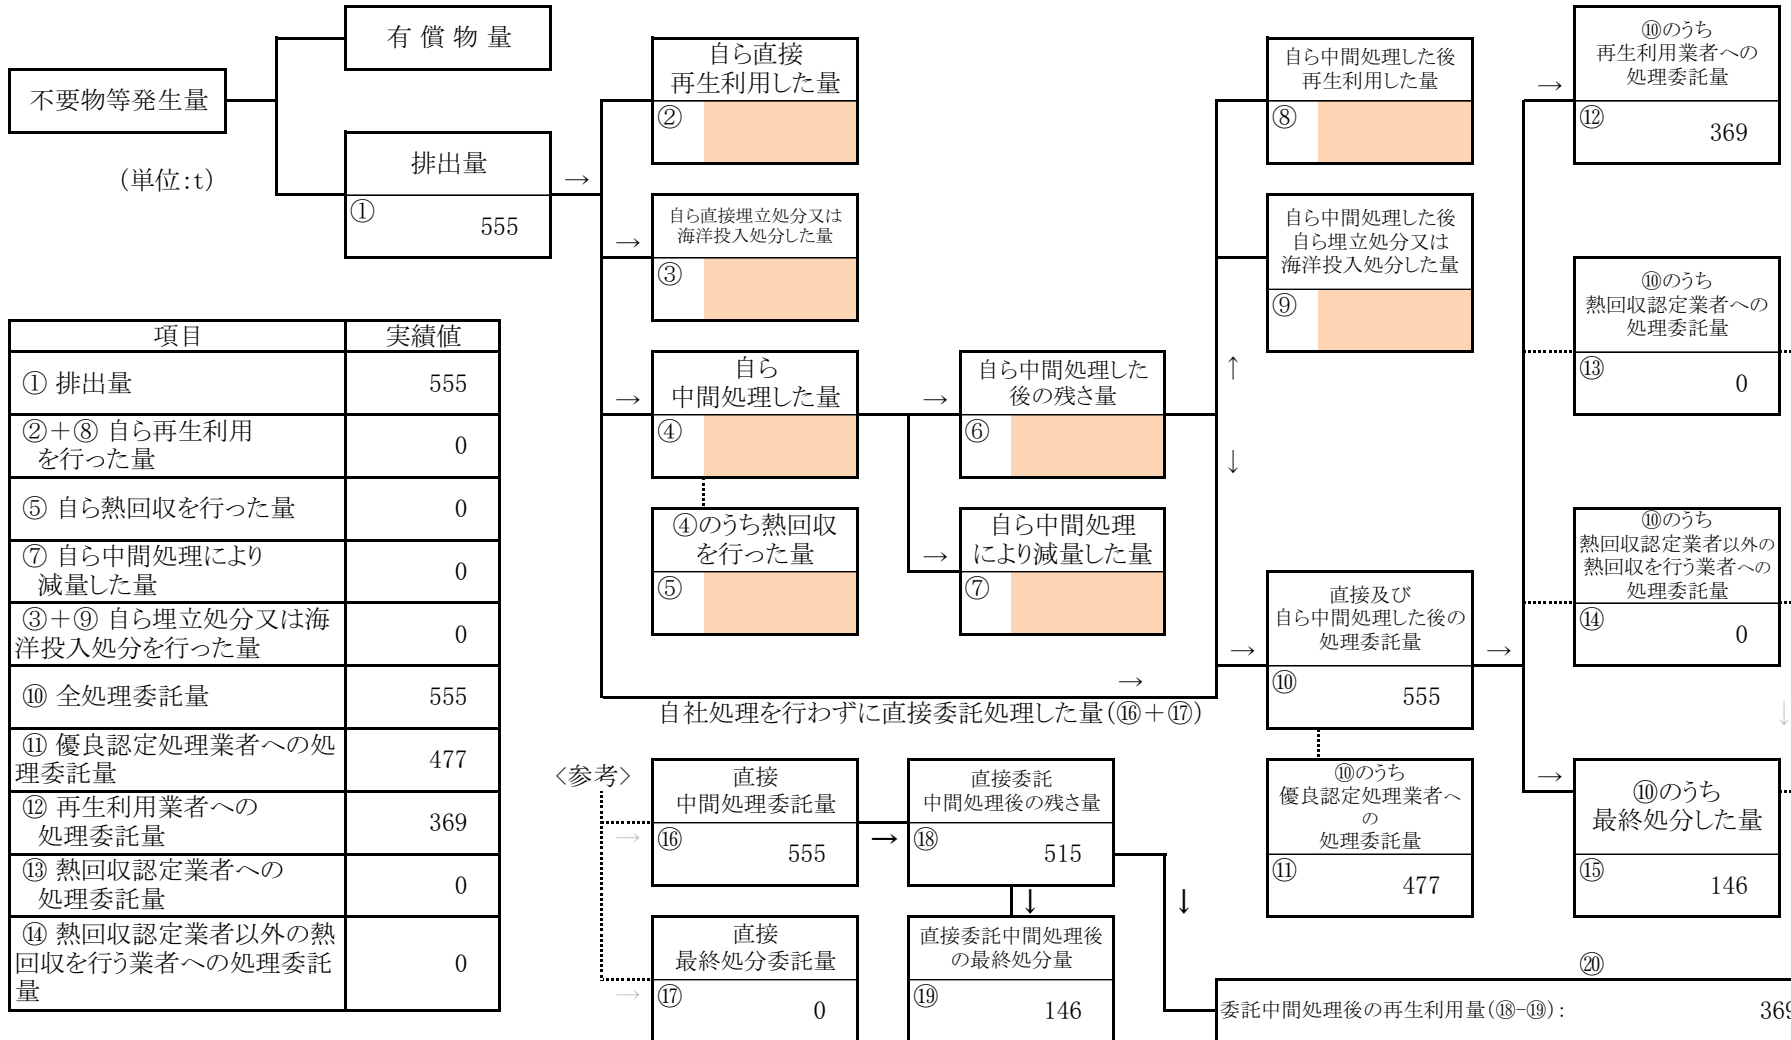 不要物等発生量
有 償 物 量
(単位:t)
排出量
→
①
555
自ら直接
再生利用した量
②
→
自ら直接埋立処分又は
海洋投入処分した量
③
→
自ら
中間処理した量
④
④のうち熱回収
を行った量
⑤
→
自ら中間処理した
後の残さ量
⑥
→
自ら中間処理
により減量した量
⑦
自ら中間処理した後
再生利用した量
⑧
自ら中間処理した後
自ら埋立処分又は
海洋投入処分した量
⑨
↑
↓
→
直接及び
自ら中間処理した後の
処理委託量
⑩
555
→
⑩のうち
優良認定処理業者へ
の
処理委託量
⑪
477
→
⑩のうち
再生利用業者への
処理委託量
⑫
369
⑩のうち
熱回収認定業者への
処理委託量
⑬
0
⑩のうち
熱回収認定業者以外の
熱回収を行う業者への
処理委託量
⑭
0
↓
→
⑩のうち
最終処分した量
⑮
146
→
自社処理を行わずに直接委託処理した量(⑯+⑰)
<参考>
→
直接
中間処理委託量
⑯
555
→
直接委託
中間処理後の残さ量
⑱
515
↓
↓
→
直接
最終処分委託量
⑰
0
直接委託中間処理後
の最終処分量
⑲
146
⑳
委託中間処理後の再生利用量(⑱-⑲):
369
項目 実績値
① 排出量 555
②+⑧ 自ら再生利用
を行った量 0
⑤ 自ら熱回収を行った量 0
⑦ 自ら中間処理により
減量した量 0
③+⑨ 自ら埋立処分又は海
洋投入処分を行った量 0
⑩ 全処理委託量 555
⑪ 優良認定処理業者への処
理委託量 477
⑫ 再生利用業者への
処理委託量 369
⑬ 熱回収認定業者への
処理委託量 0
⑭ 熱回収認定業者以外の熱
回収を行う業者への処理委託
量 0